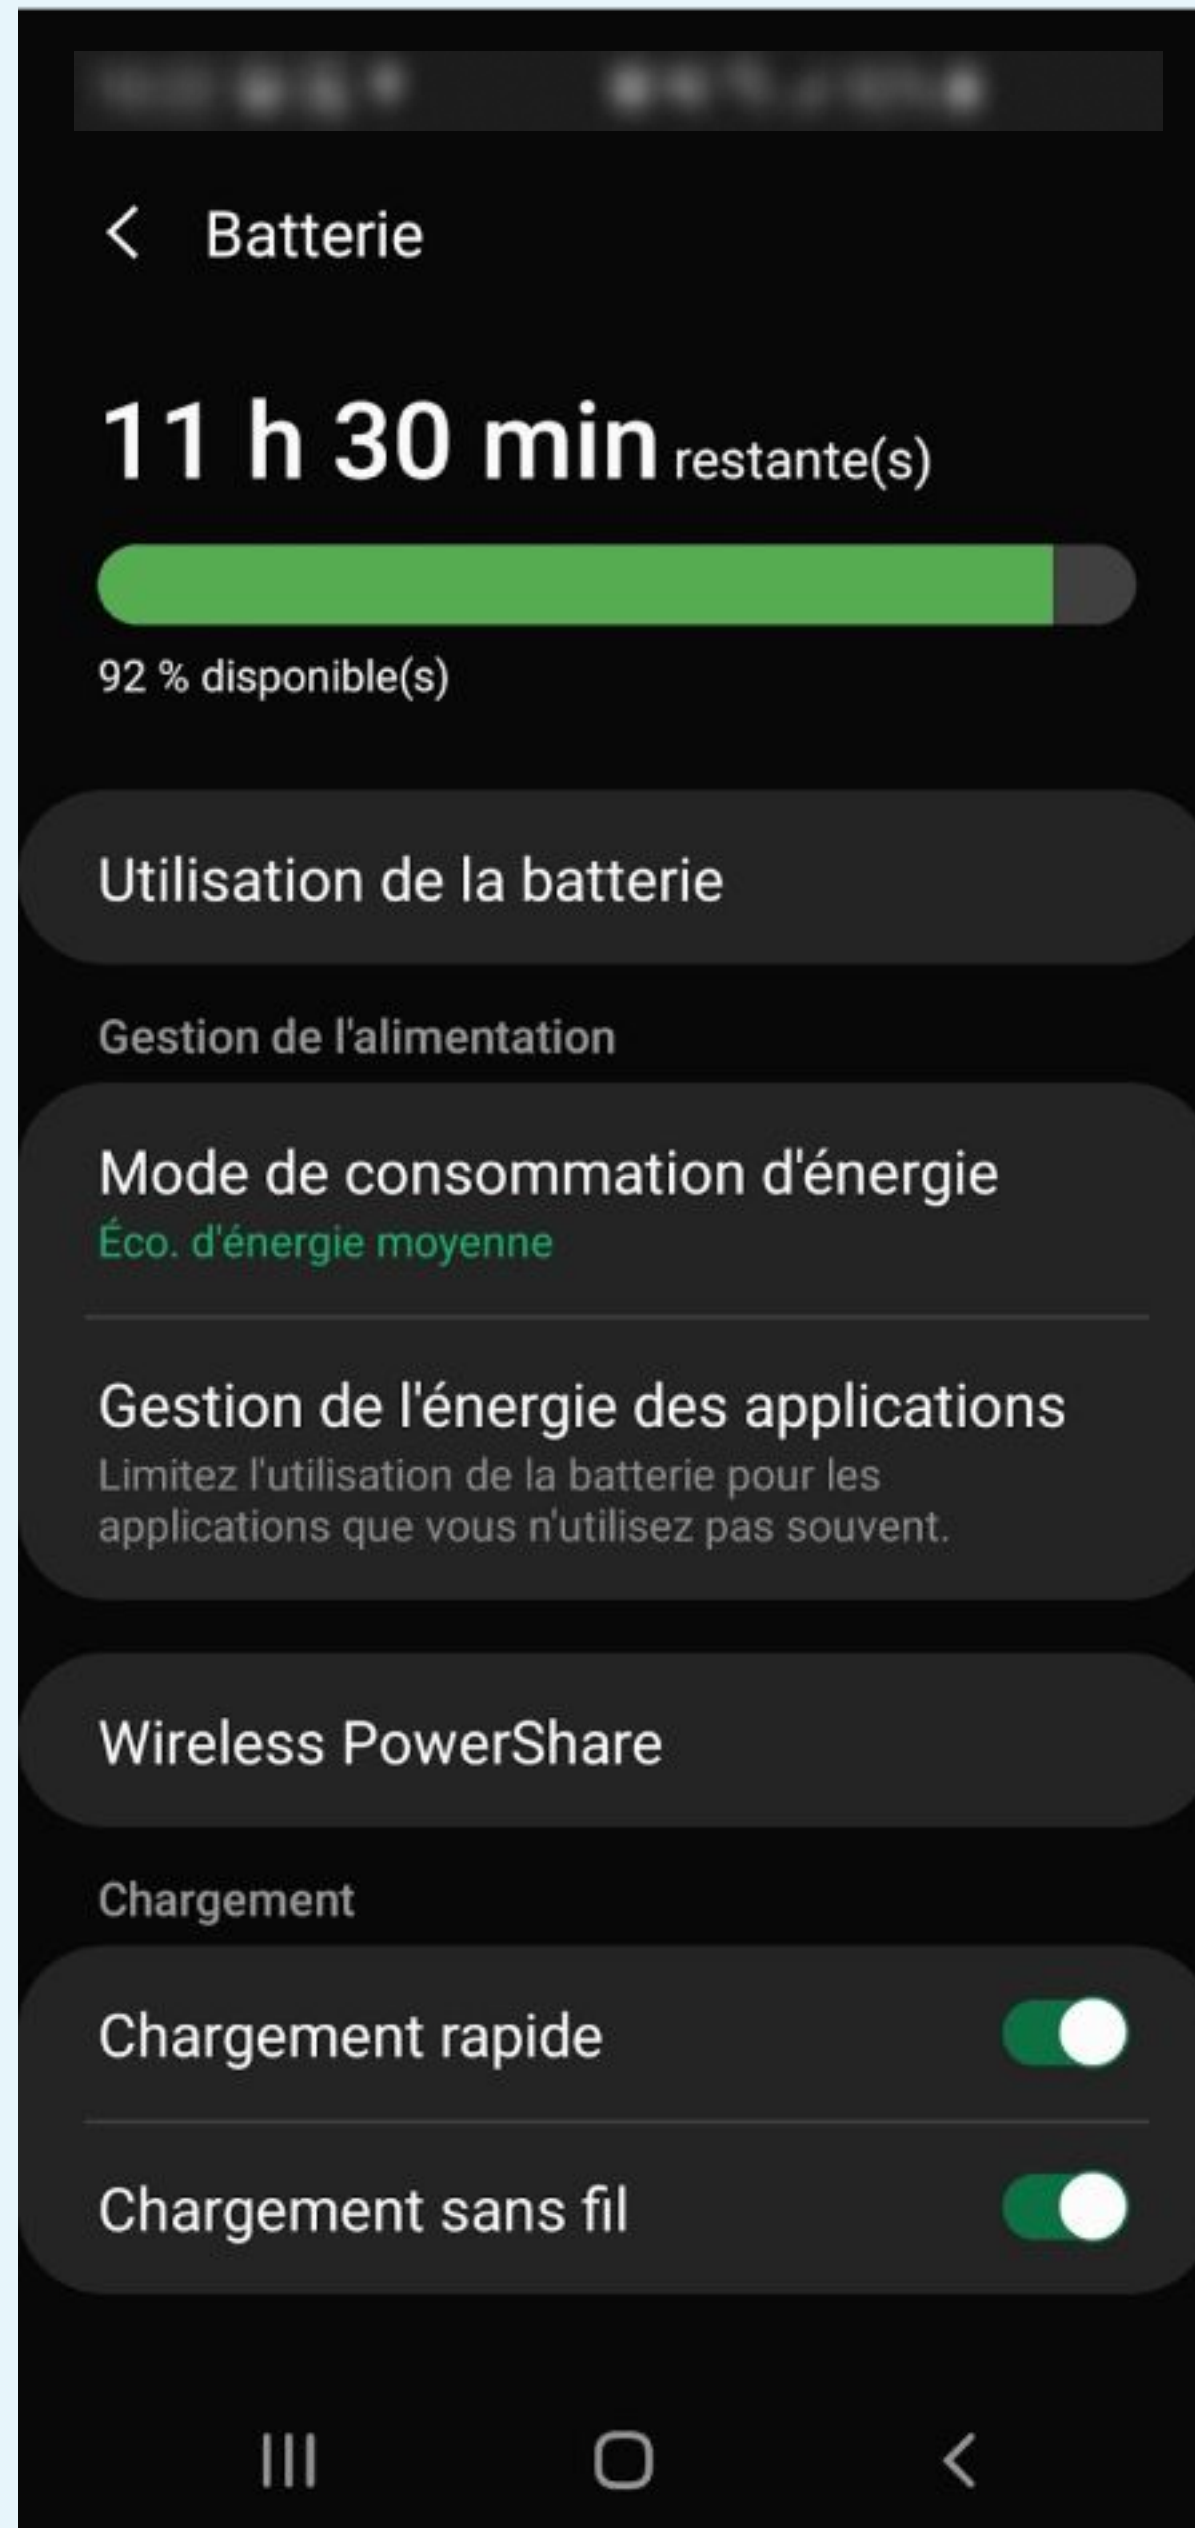 Batterie
11 h 30 min restante(s)
92 % disponible(s)
Utilisation de la batterie
Gestion de l'alimentation
Mode de consommation d'énergie
Éco. d'énergie moyenne
Gestion de l'énergie des applications
Limitez l'utilisation de la batterie pour les
applications que vous n'utilisez pas souvent.
Wireless PowerShare
Chargement
Chargement rapide
Chargement sans fil